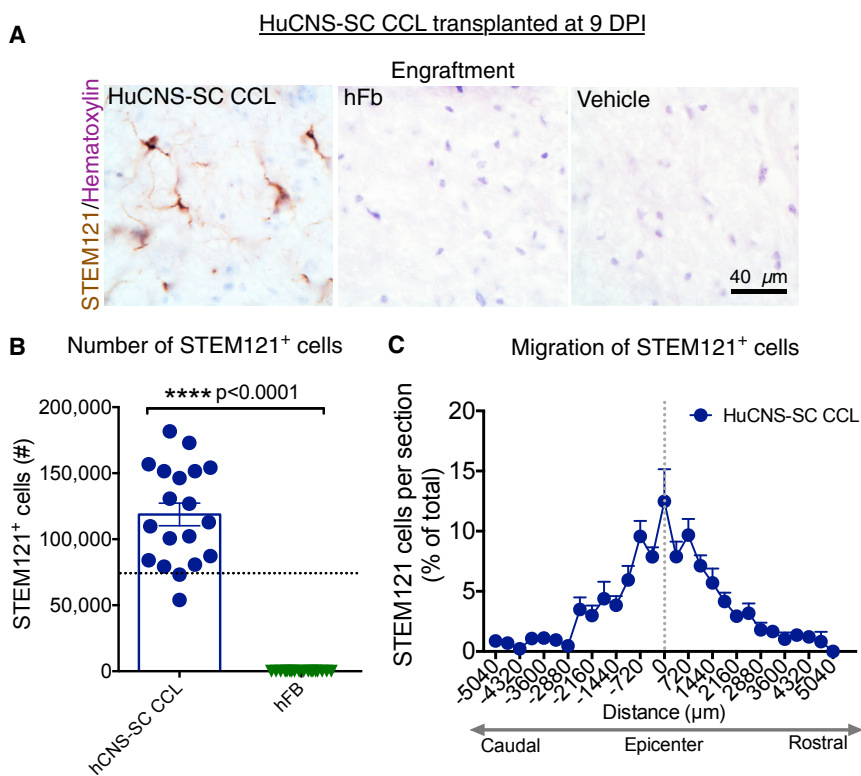 HuCNS-SC CCL transplanted at 9 DPI
A
Engraftment
HuCNS-SC CCL
hFb
Vehicle
STEM121/Hematoxylin
40 µm
B
Number of STEM121+ cells
**** p<0.0001
STEM121+ cells (#)
200,000
150,000
100,000
50,000
0
hCNS-SC CCL
hFB
C
Migration of STEM121+ cells
HuCNS-SC CCL
STEM121 cells per section
(% of total)
20
15
10
5
0
-5040
-4320
-3600
-2880
-2160
-1440
-720
0
720
1440
2160
2880
3600
4320
5040
Distance (µm)
Caudal
Epicenter
Rostral